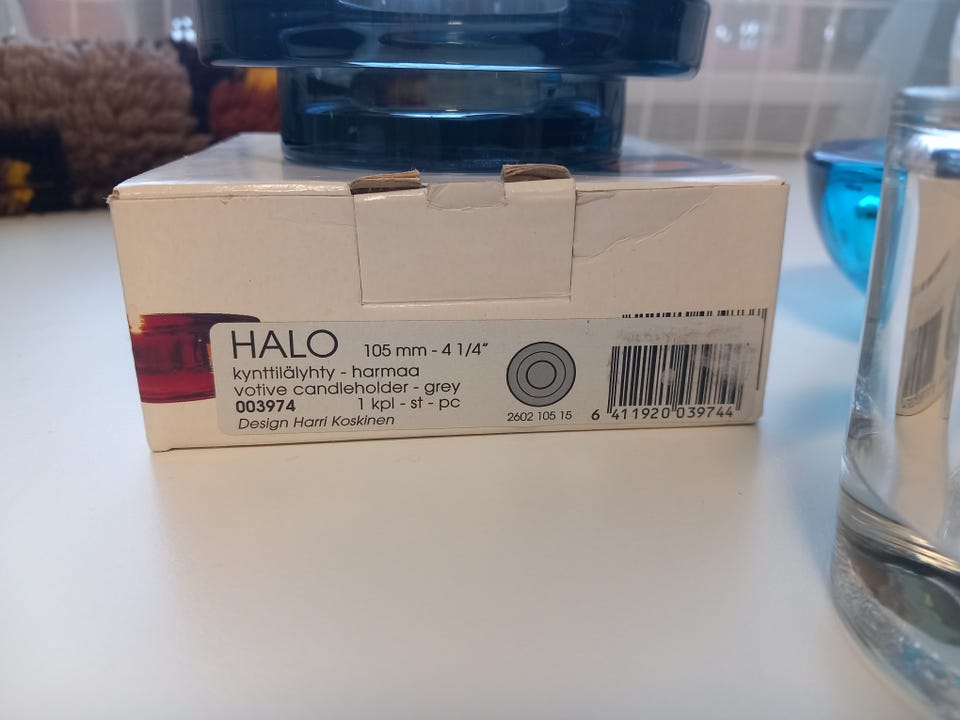 HALO 105 mm - 4 1/4"
kynttilälyhty - harmaa
votive candleholder - grey
003974 1 kpl - st - pc
Design Harri Koskinen
2602 105 15
6 411920 039744